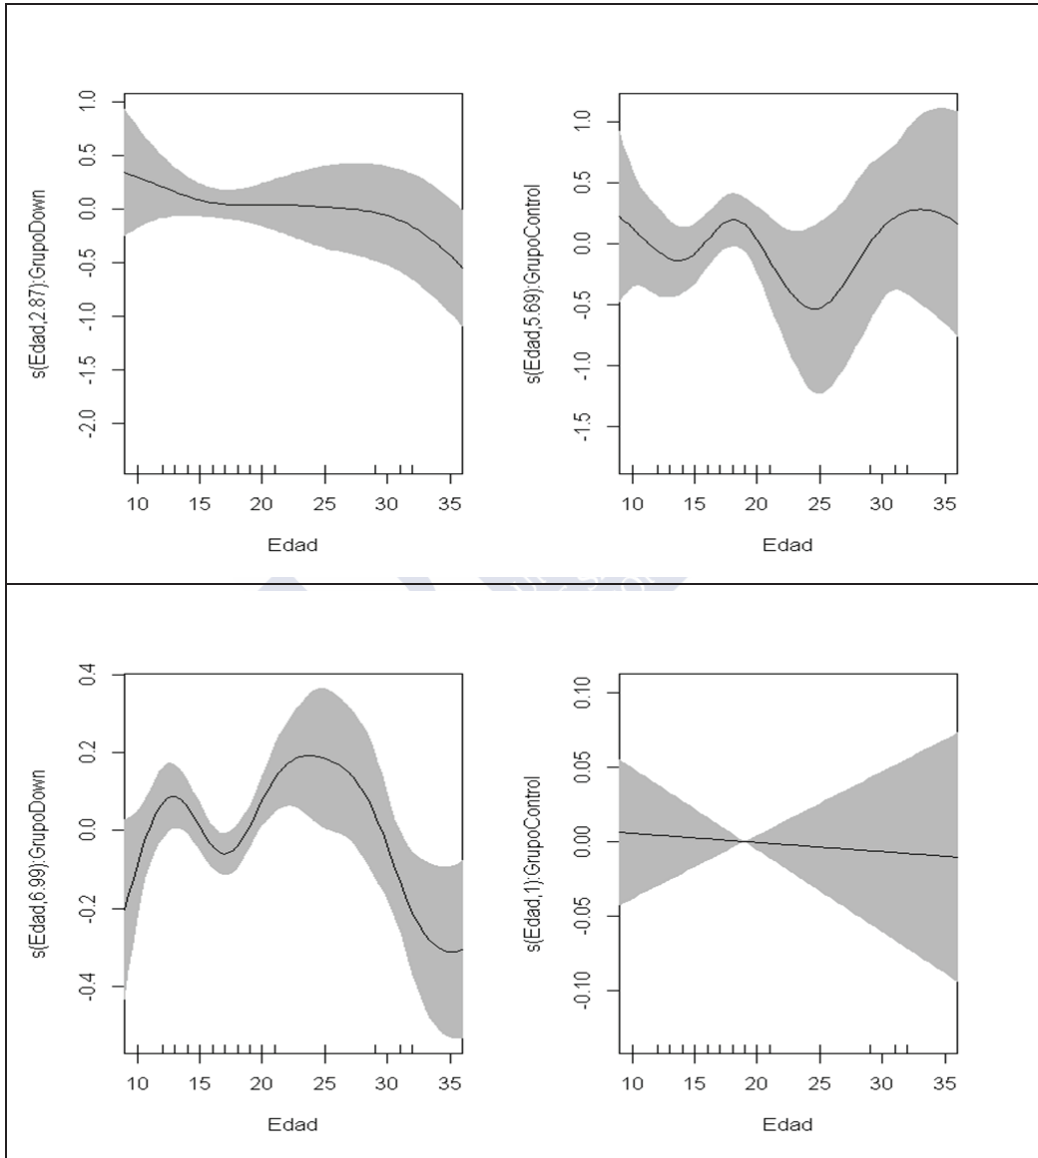 s(Edad,2.87):GrupoDown
1.0
0.5
0.0
-0.5
-1.0
-1.5
-2.0
10 15 20 25 30 35
Edad
s(Edad,5.69):GrupoControl
1.0
0.5
0.0
-0.5
-1.0
-1.5
10 15 20 25 30 35
Edad
s(Edad,6.99):GrupoDown
0.4
0.2
0.0
-0.2
-0.4
10 15 20 25 30 35
Edad
s(Edad,1):GrupoControl
0.10
0.05
0.00
-0.05
-0.10
10 15 20 25 30 35
Edad